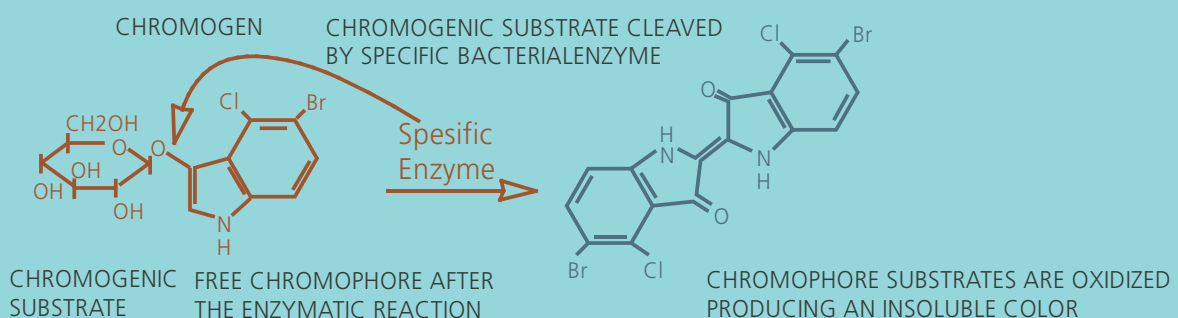 CHROMOGEN
CHROMOGENIC SUBSTRATE CLEAVED
BY SPECIFIC BACTERIALENZYME
Cl
Br
CH2OH
O
O
OH
OH
OH
N
H
Spesific
Enzyme
Cl
Br
O
H
N
N
H
O
Br
Cl
CHROMOGENIC
SUBSTRATE
FREE CHROMOPHORE AFTER
THE ENZYMATIC REACTION
CHROMOPHORE SUBSTRATES ARE OXIDIZED
PRODUCING AN INSOLUBLE COLOR